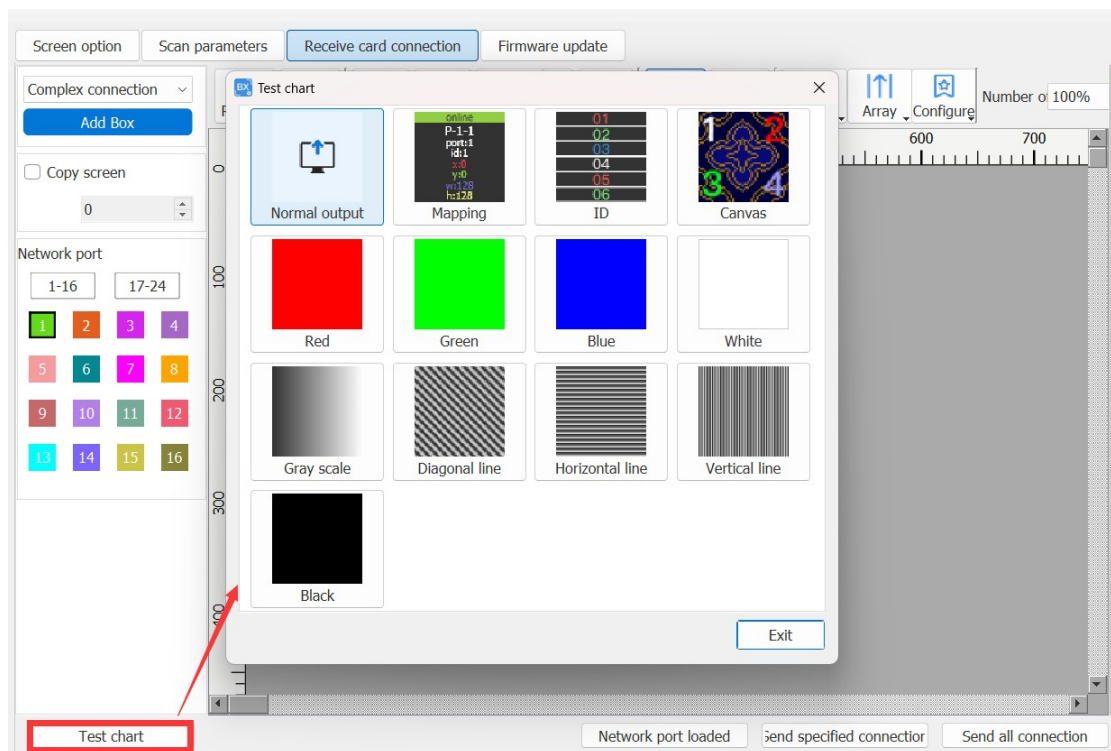 Screen option
Scan parameters
Receive card connection
Firmware update
Complex connection
Add Box
Copy screen
0
Network port
1-16
17-24
1 2 3 4
5 6 7 8
9 10 11 12
13 14 15 16
Test chart
BX
Test chart
Normal output
online
P-1-1
port:1
id:1
x:0
y:0
w:128
h:128
Mapping
01
02
03
04
05
06
ID
1 2
3 4
Canvas
Red
Green
Blue
White
Gray scale
Diagonal line
Horizontal line
Vertical line
Black
Exit
Array
Configure
Number of
100%
600
700
0
100
200
300
400
Network port loaded
Send specified connection
Send all connection